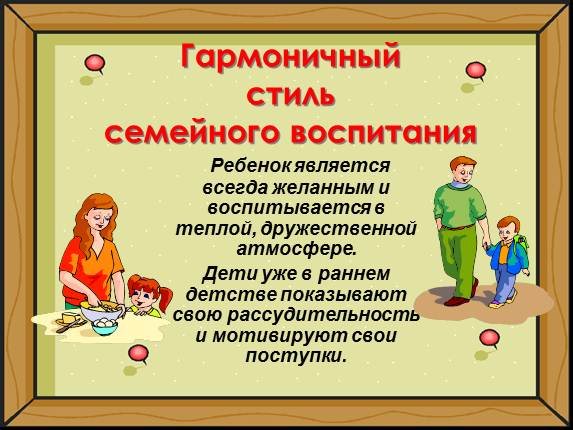 Гармоничный
стиль
семейного воспитания
Ребенок является
всегда желанным и
воспитывается в
теплой, дружественной
атмосфере.
Дети уже в раннем
детстве показывают
свою рассудительность
и мотивируют свои
поступки.